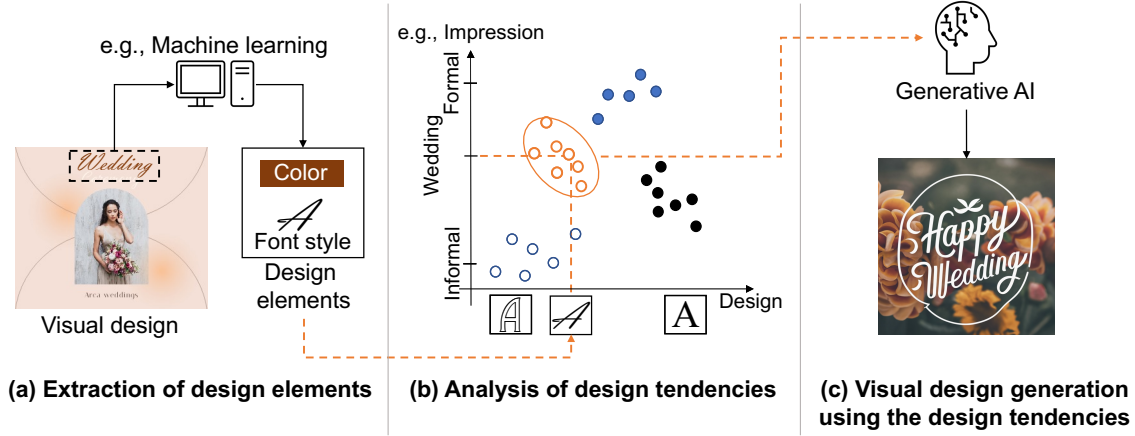 e.g., Machine learning
Wedding
Area weddings
Visual design
Color
A
Font style
Design
elements
(a) Extraction of design elements
e.g., Impression
Formal
Wedding
Informal
Design
A
A
A
(b) Analysis of design tendencies
Generative AI
Happy
Wedding
(c) Visual design generation
using the design tendencies